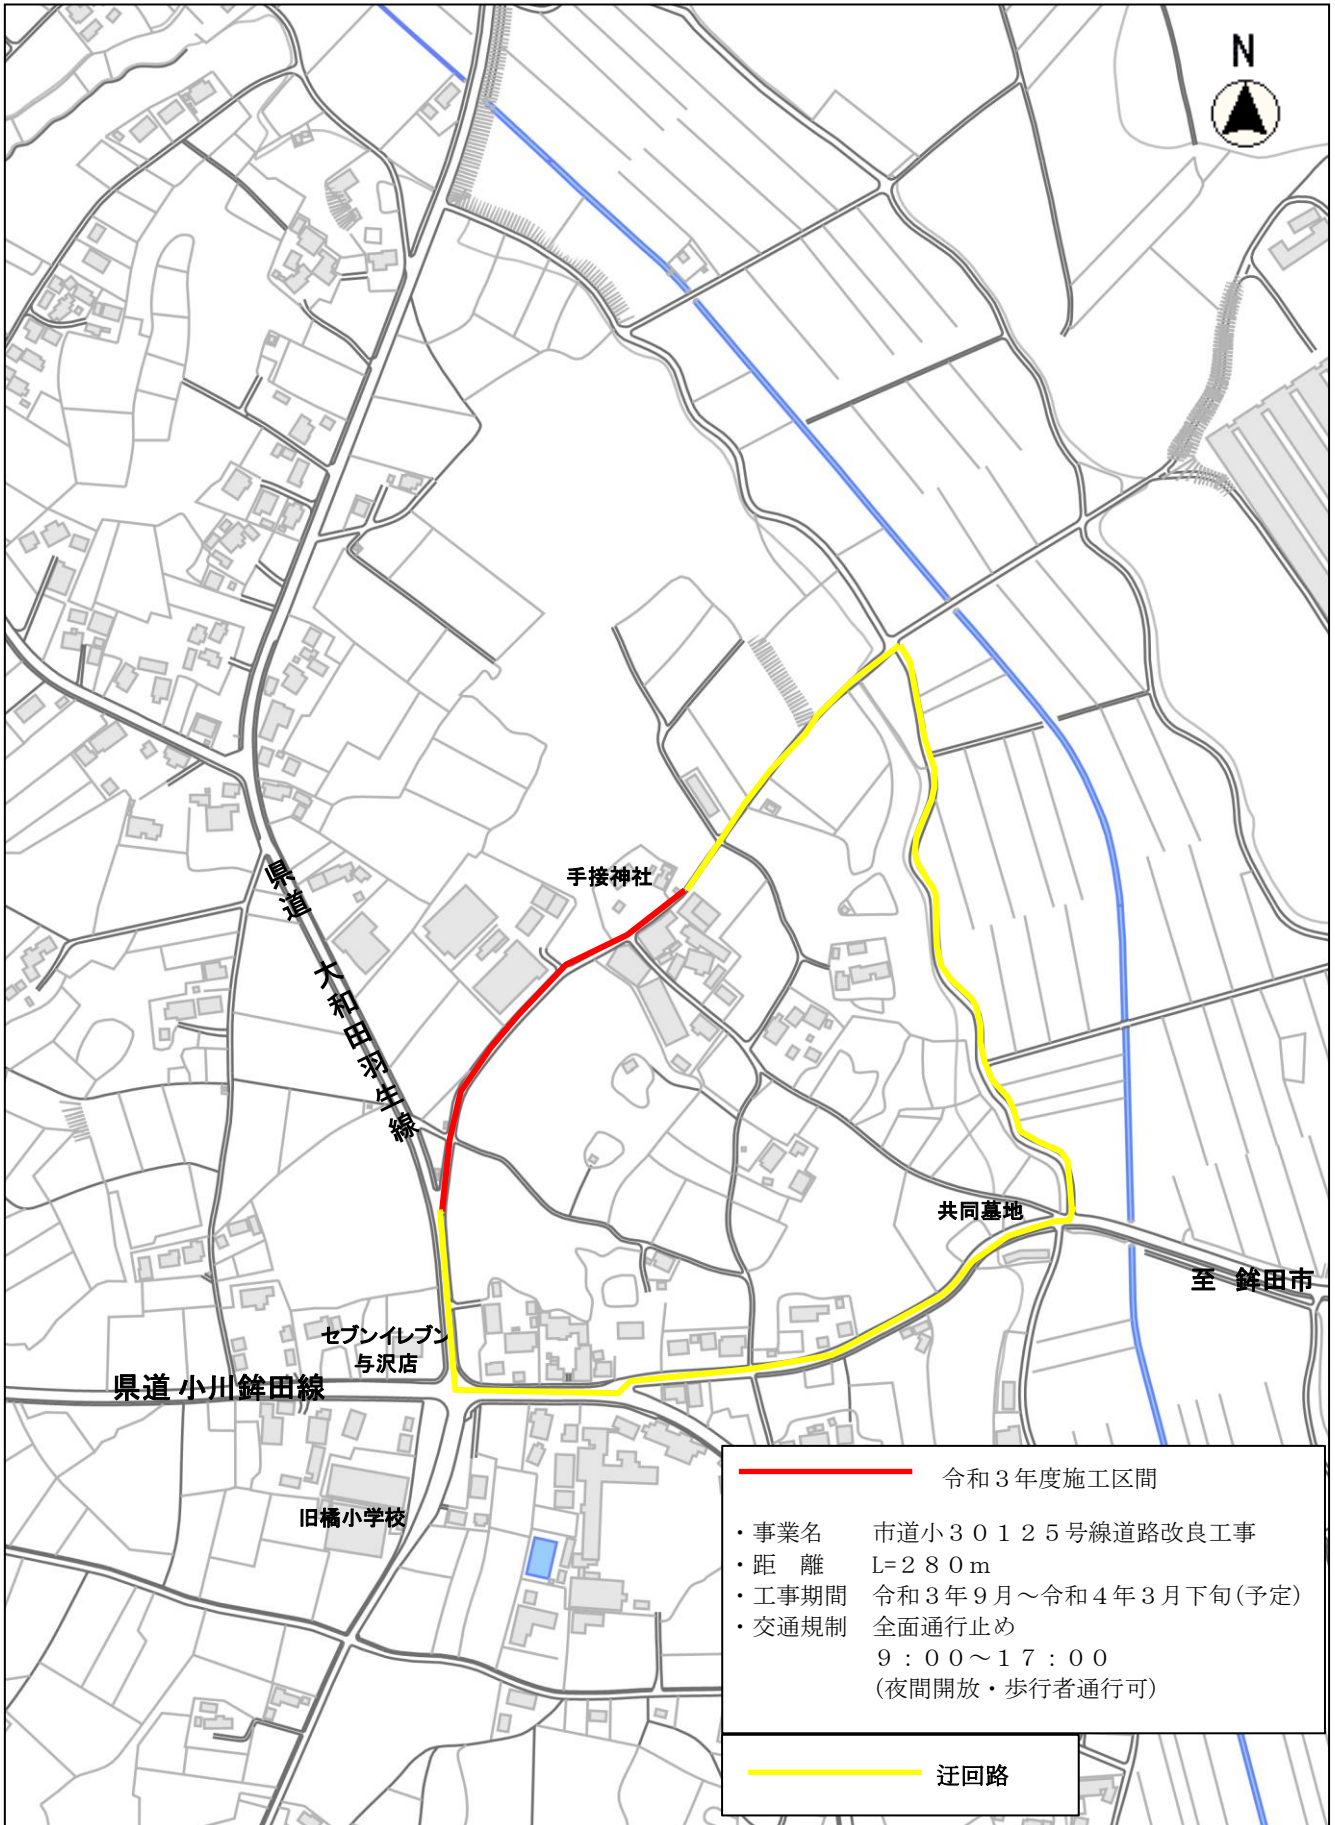 N
手接神社
県道 大和田羽生線
共同墓地
至 鉾田市
セブンイレブン
与沢店
県道 小川鉾田線
旧橘小学校
令和３年度施工区間
・事業名 市道小３０１２５号線道路改良工事
・距 離 L=２８０ｍ
・工事期間 令和３年９月～令和４年３月下旬(予定)
・交通規制 全面通行止め
９：００～１７：００
(夜間開放・歩行者通行可)
迂回路